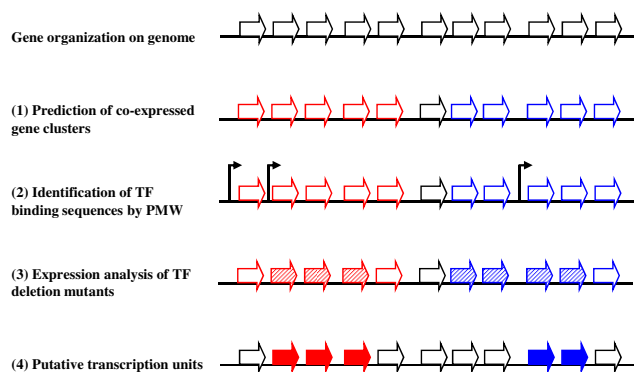 Gene organization on genome
(1) Prediction of co-expressed
gene clusters
(2) Identification of TF
binding sequences by PMW
(3) Expression analysis of TF
deletion mutants
(4) Putative transcription units